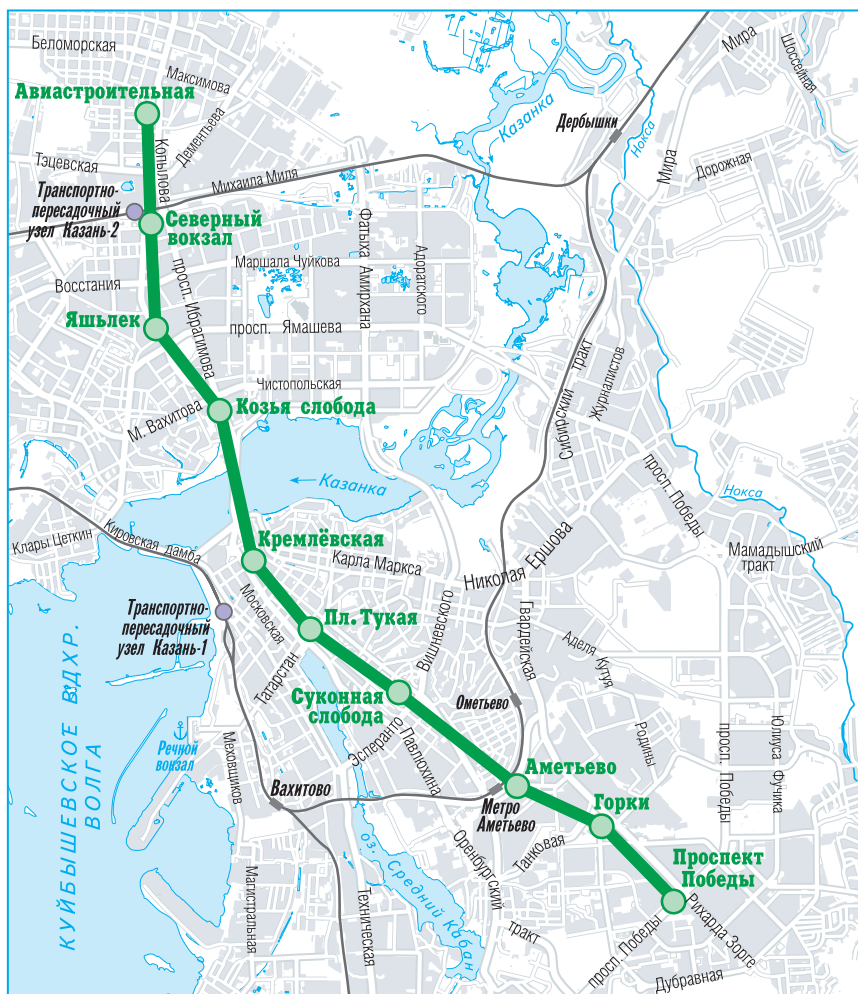 Беломорская
Максимова
Авиастроительная
Мира
Шоссейная
Казанка
Дербышки
Нокса
Копылова
Дементьева
Тэцевская
Михаила Миля
Мира
Дорожная
Транспортно-
пересадочный
узел Казань-2
Северный
вокзал
Фатыха Амирхана
Адоратского
Маршала Чуйкова
Восстания
просп. Ибрагимова
Яшьлек
просп. Ямашева
Чистопольская
Сибирский тракт
Журналистов
М. Вахитова
Козья слобода
просп. Победы
Казанка
Нокса
Клары Цеткин
Кировская дамба
Кремлёвская
Карла Маркса
Николая Ершова
Мамадышский
тракт
Транспортно-
пересадочный
узел Казань-1
Московская
Пл. Тукая
Вишневского
Гвардейская
Аделя Кутуя
Татарстан
Суконная
слобода
Ометьево
КУЙБЫШЕВСКОЕ ВДХР.
ВОЛГА
Речной
вокзал
Меховщиков
Эсперанто
Павлюхина
Родины
просп. Победы
Юлиуса Фучика
Вахитово
Аметьево
Метро
Аметьево
Горки
оз. Средний Кабан
Оренбургский
тракт
Танковая
Проспект
Победы
Магистральная
Техническая
просп. Победы
Рихарда Зорге
Дубравная